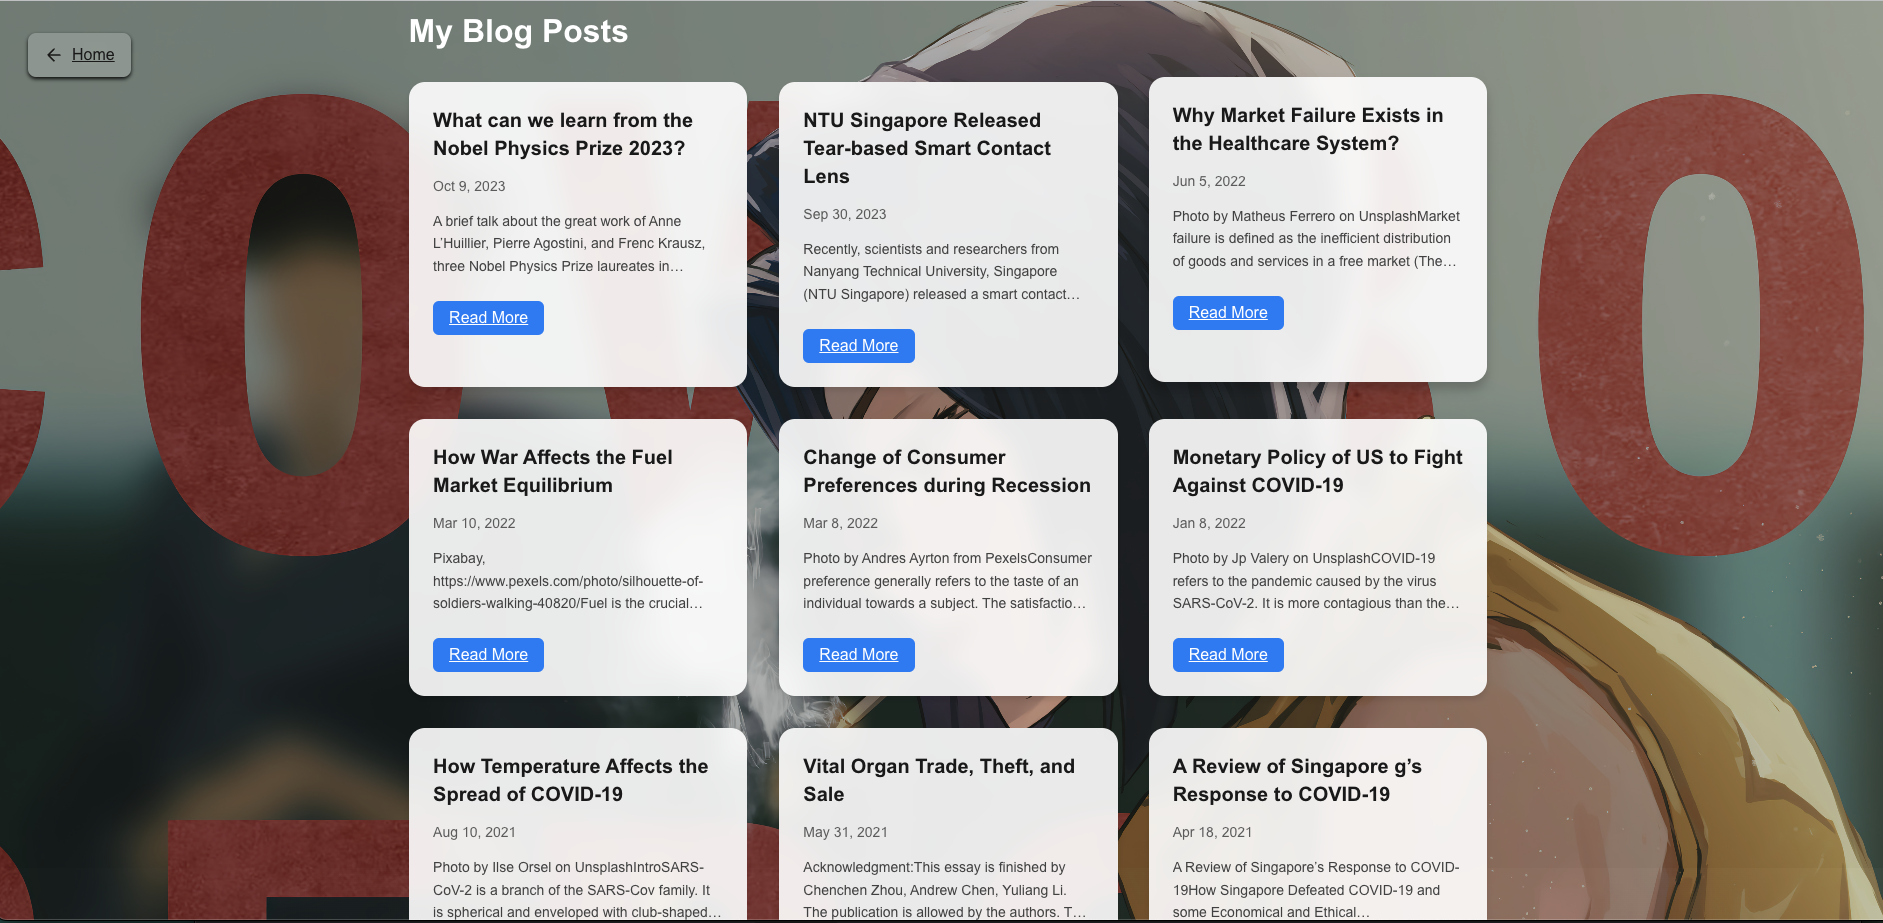 My Blog Posts
Home
What can we learn from the
Nobel Physics Prize 2023?
Oct 9, 2023
A brief talk about the great work of Anne
L’Huillier, Pierre Agostini, and Frenc Krausz,
three Nobel Physics Prize laureates in…
Read More
NTU Singapore Released
Tear-based Smart Contact
Lens
Sep 30, 2023
Recently, scientists and researchers from
Nanyang Technical University, Singapore
(NTU Singapore) released a smart contact…
Read More
Why Market Failure Exists in
the Healthcare System?
Jun 5, 2022
Photo by Matheus Ferrero on UnsplashMarket
failure is defined as the inefficient distribution
of goods and services in a free market (The…
Read More
How War Affects the Fuel
Market Equilibrium
Mar 10, 2022
Pixabay,
https://www.pexels.com/photo/silhouette-of-
soldiers-walking-40820/Fuel is the crucial…
Read More
Change of Consumer
Preferences during Recession
Mar 8, 2022
Photo by Andres Ayrton from PexelsConsumer
preference generally refers to the taste of an
individual towards a subject. The satisfactio…
Read More
Monetary Policy of US to Fight
Against COVID-19
Jan 8, 2022
Photo by Jp Valery on UnsplashCOVID-19
refers to the pandemic caused by the virus
SARS-CoV-2. It is more contagious than the…
Read More
How Temperature Affects the
Spread of COVID-19
Aug 10, 2021
Photo by Ilse Orsel on UnsplashIntroSARS-
CoV-2 is a branch of the SARS-Cov family. It
is spherical and enveloped with club-shaped…
Vital Organ Trade, Theft, and
Sale
May 31, 2021
Acknowledgment:This essay is finished by
Chenchen Zhou, Andrew Chen, Yuliang Li.
The publication is allowed by the authors. T…
A Review of Singapore g’s
Response to COVID-19
Apr 18, 2021
A Review of Singapore’s Response to COVID-
19How Singapore Defeated COVID-19 and
some Economical and Ethical…